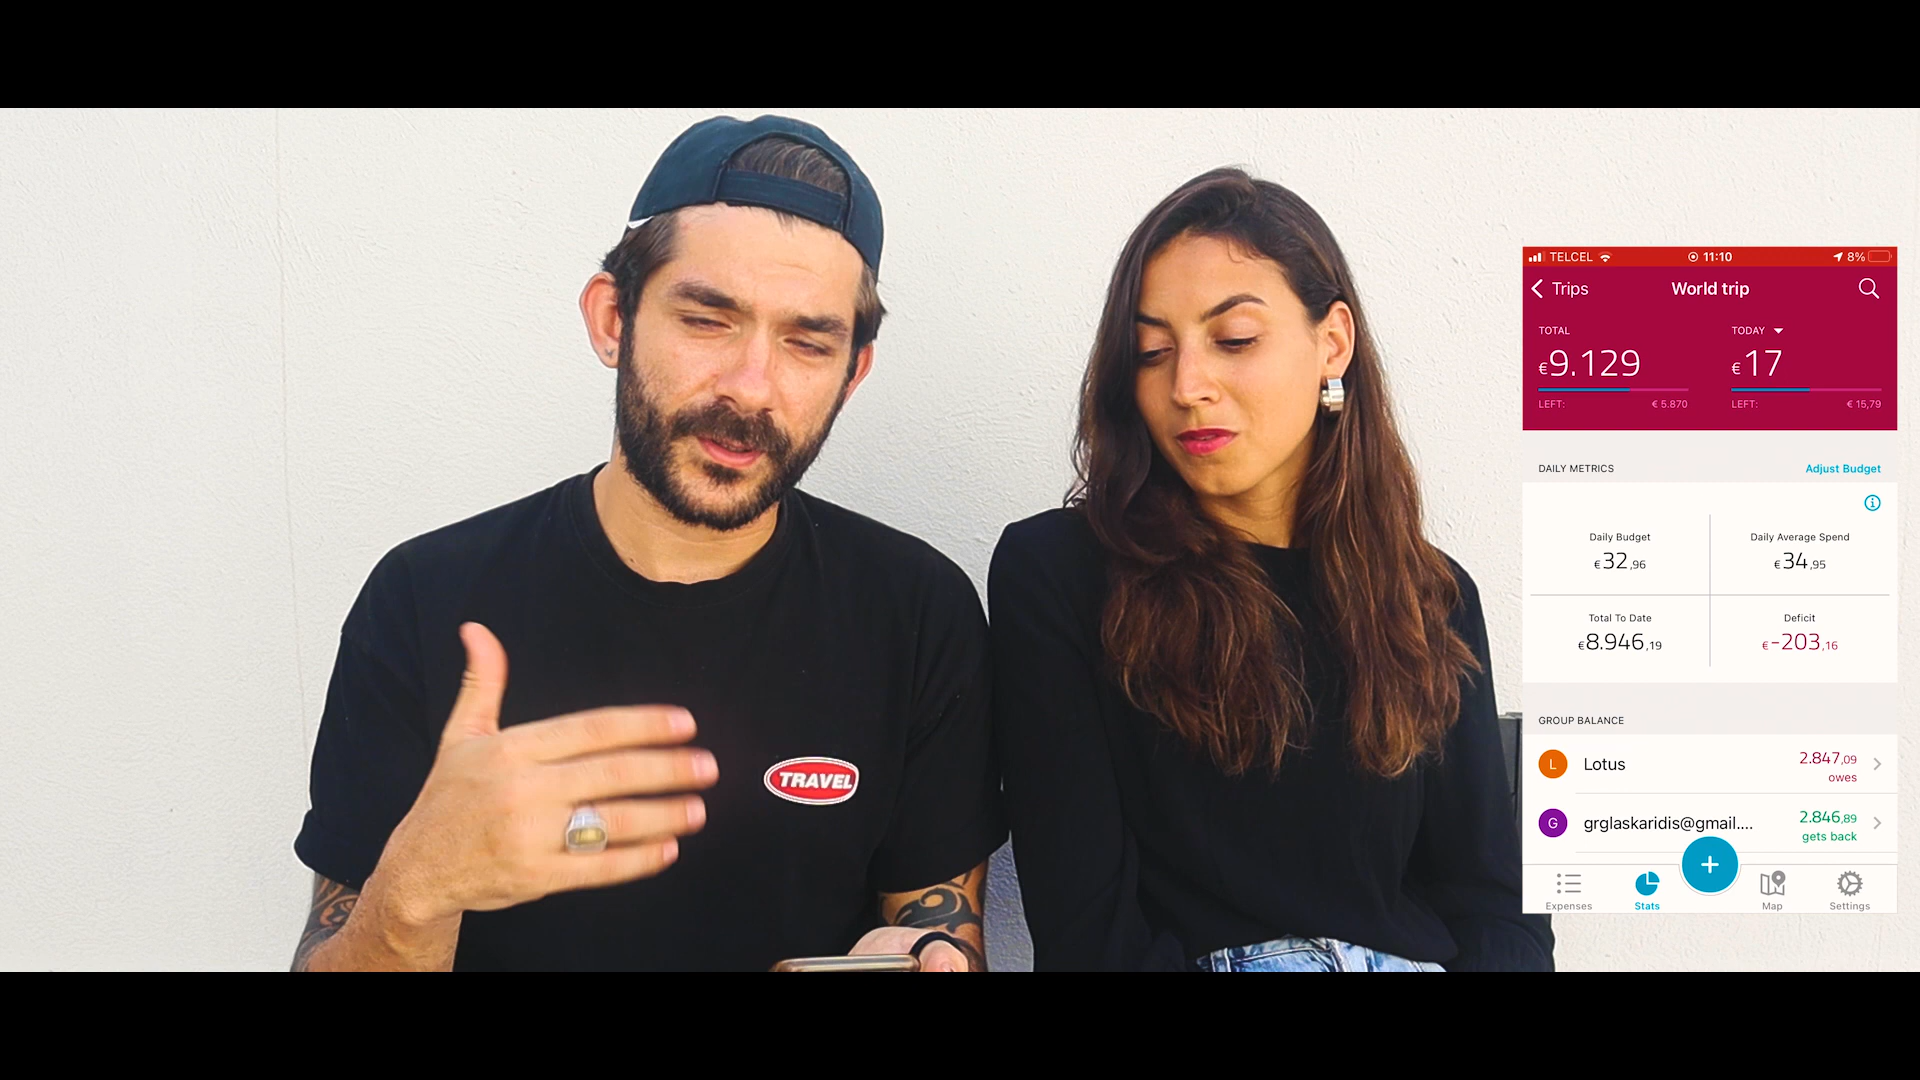 TRAVEL
TELCEL 11:10 8%
Trips World trip
TOTAL TODAY
€9.129 €17
LEFT: € 5.870 LEFT: € 15,79
DAILY METRICS Adjust Budget
Daily Budget Daily Average Spend
€32,96 €34,95
Total To Date Deficit
€8.946,19 €-203,16
GROUP BALANCE
L Lotus 2.847,09
owes
G grglaskaridis@gmail.... 2.846,89
gets back
+
Expenses Stats Map Settings